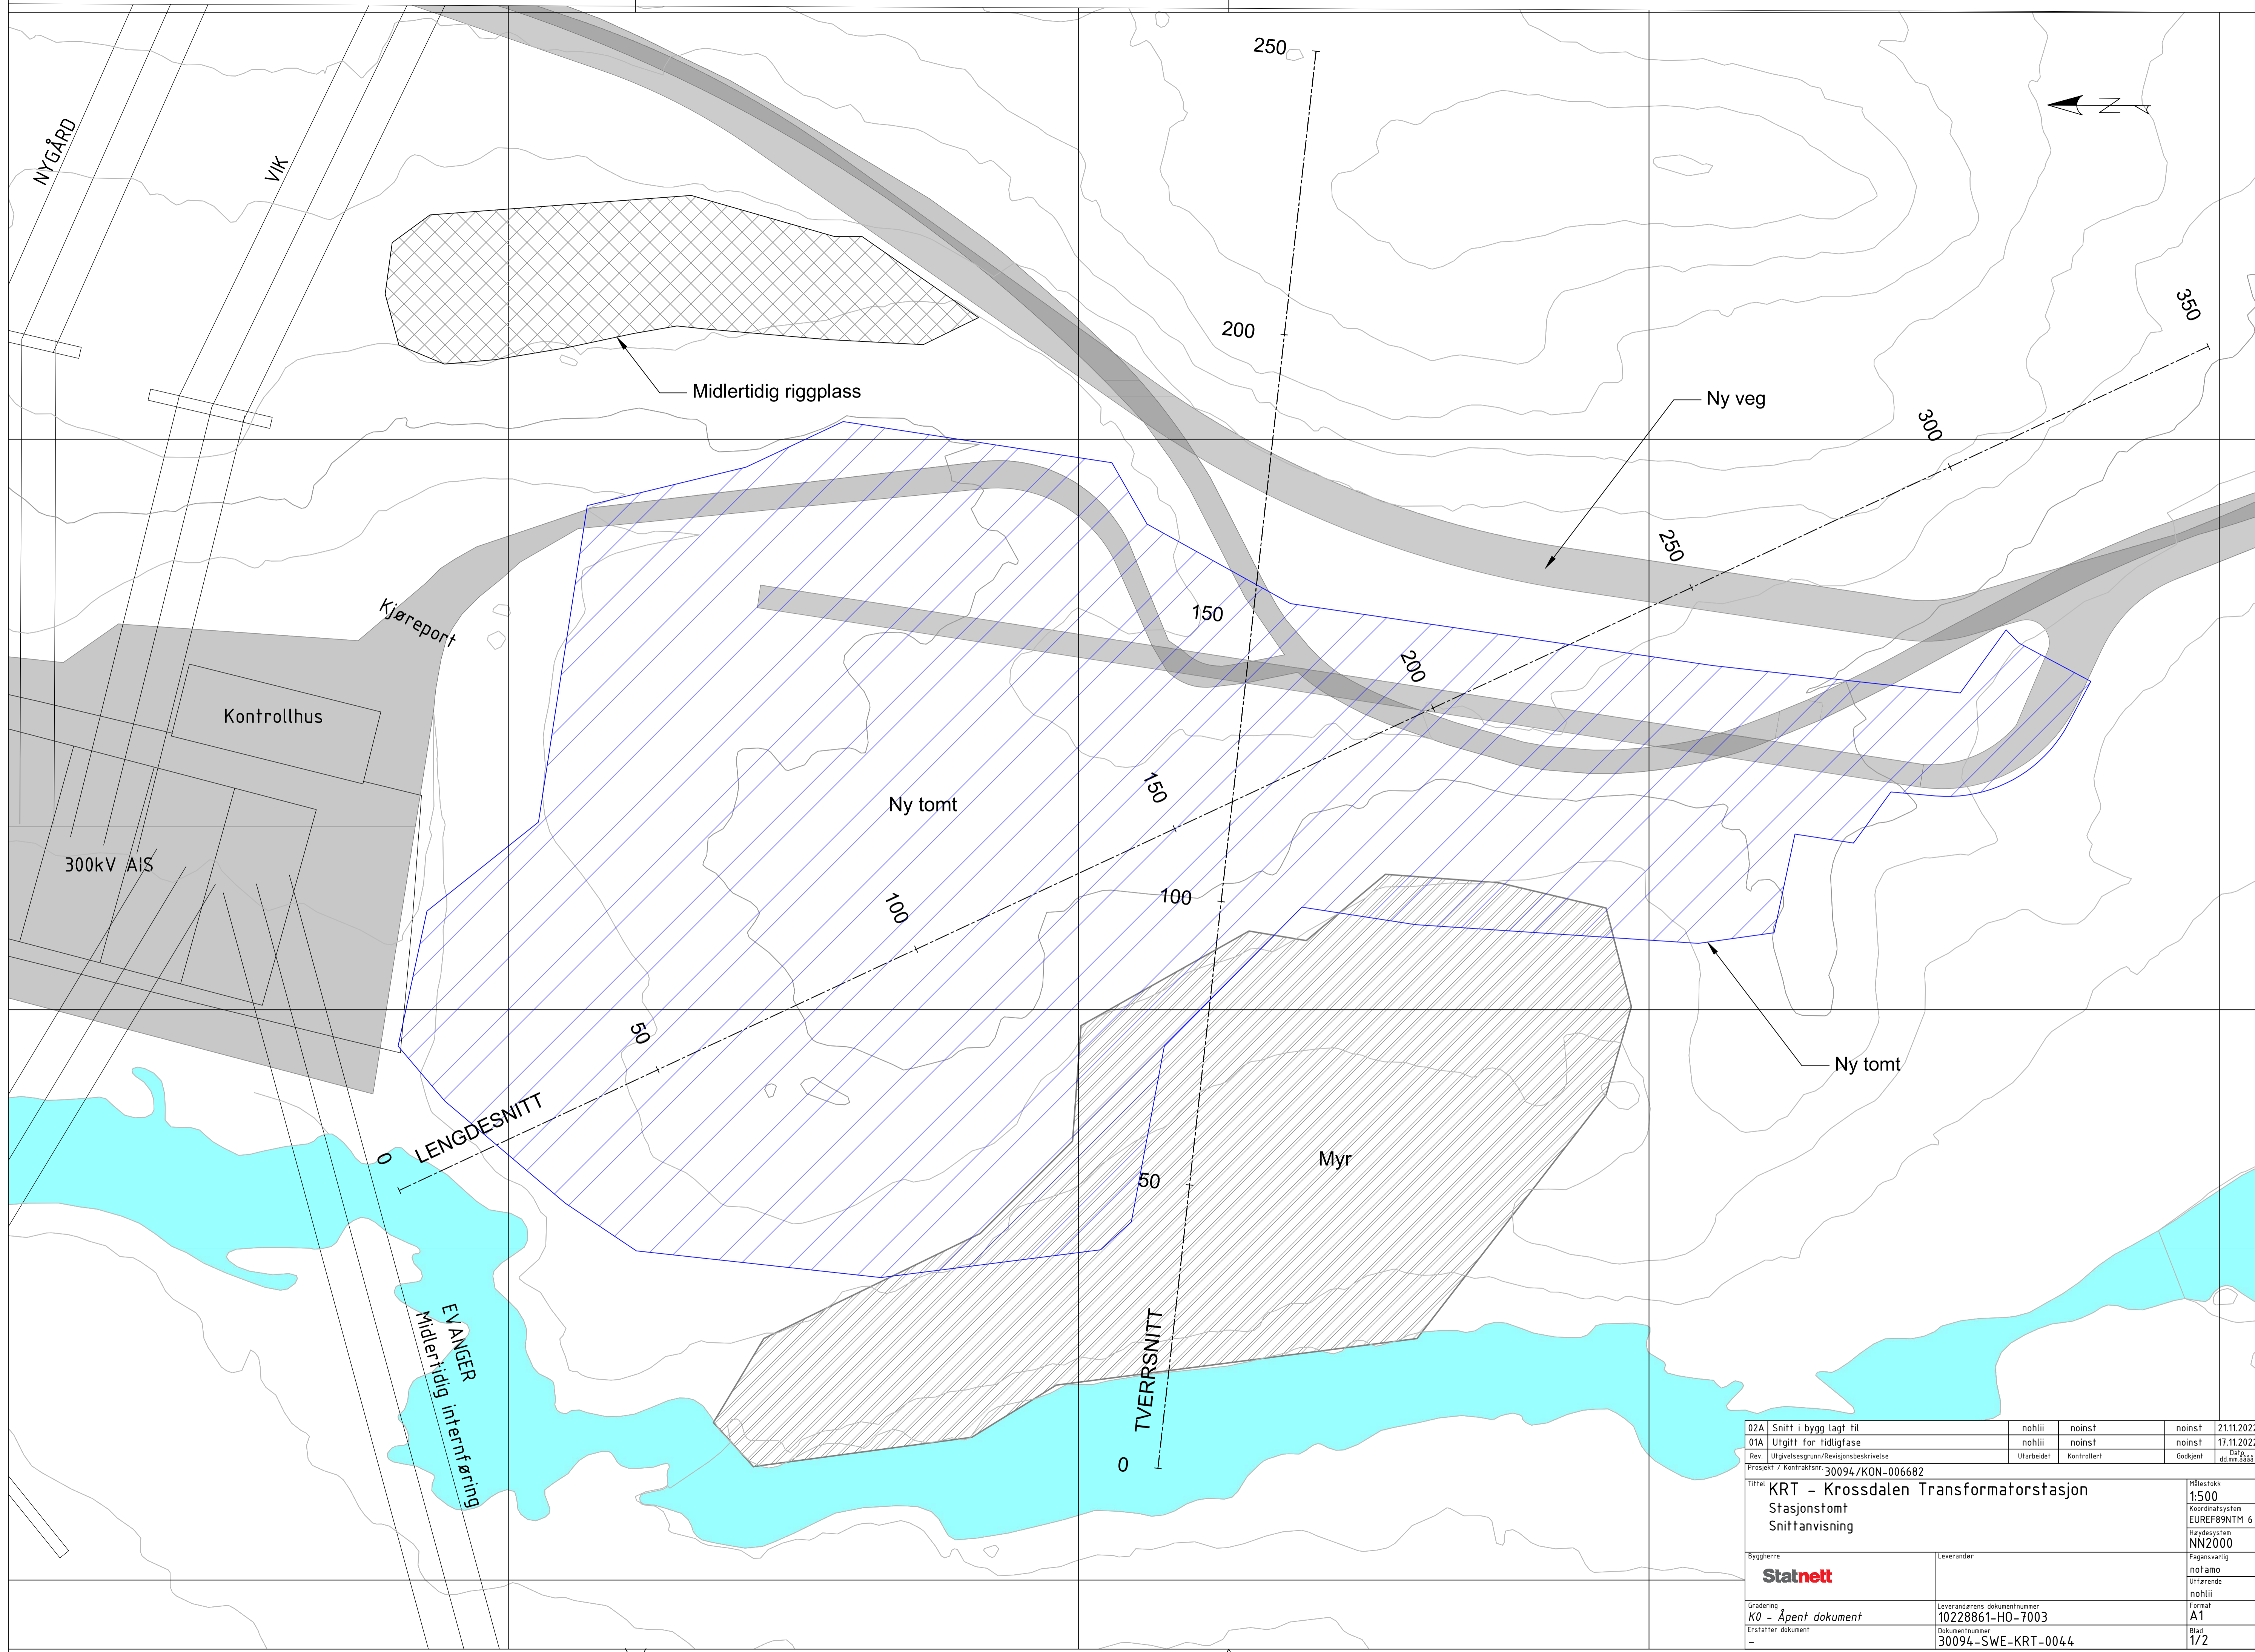 250
NYGÅRD
VIK
N
200
350
Midlertidig riggplass
Ny veg
300
250
Kjøreport
150
200
Kontrollhus
150
Ny tomt
300kV AIS
100
100
50
Ny tomt
LENGDESNITT
0
Myr
50
EVANGER
Midlertidig internføring
TVERRSNITT
0
02A Snitt i bygg lagt til nohlii noinst noinst 21.11.2022
01A Utgitt for tidligfase nohlii noinst noinst 17.11.2022
Rev. Utgivelsesgrunn/Revisjonsbeskrivelse Utarbeidet Kontrollert Godkjent Dato dd.mm.åååå
Prosjekt / Kontraktsnr. 30094/KON-006682
Tittel KRT - Krossdalen Transformatorstasjon
Stasjonstomt
Snittanvisning
Målestokk
1:500
Koordinatsystem
EUREF89NTM 6
Høydesystem
NN2000
Byggherre
Statnett
Leverandør
Fagansvarlig
notamo
Utførende
nohlii
Gradering
K0 - Åpent dokument
Leverandørens dokumentnummer
10228861-HO-7003
Format
A1
Erstatter dokument
-
Dokumentnummer
30094-SWE-KRT-0044
Blad
1/2